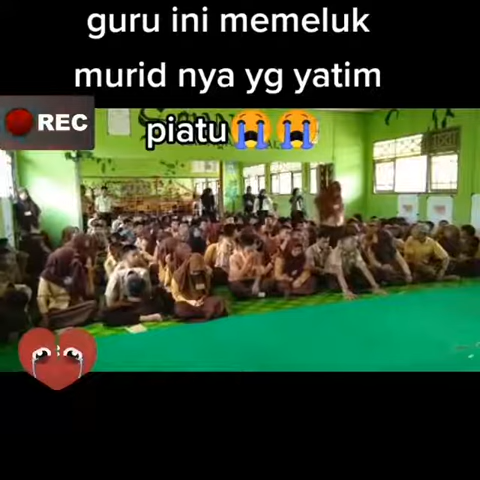 guru ini memeluk
murid nya yg yatim
piatu😭😭
REC